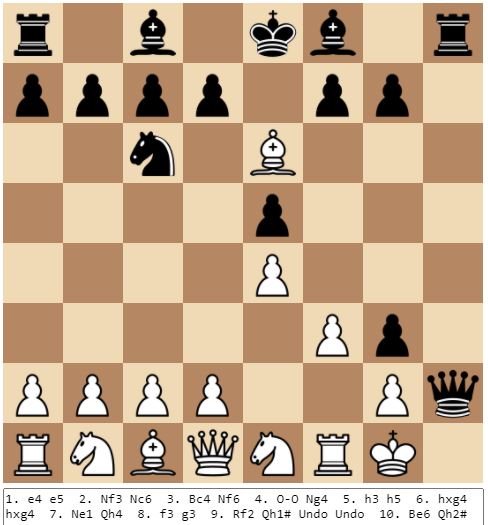 1. e4 e5 2. Nf3 Nc6 3. Bc4 Nf6 4. O-O Ng4 5. h3 h5 6. hxg4
hxg4 7. Ne1 Qh4 8. f3 g3 9. Rf2 Qh1# Undo Undo 10. Be6 Qh2#